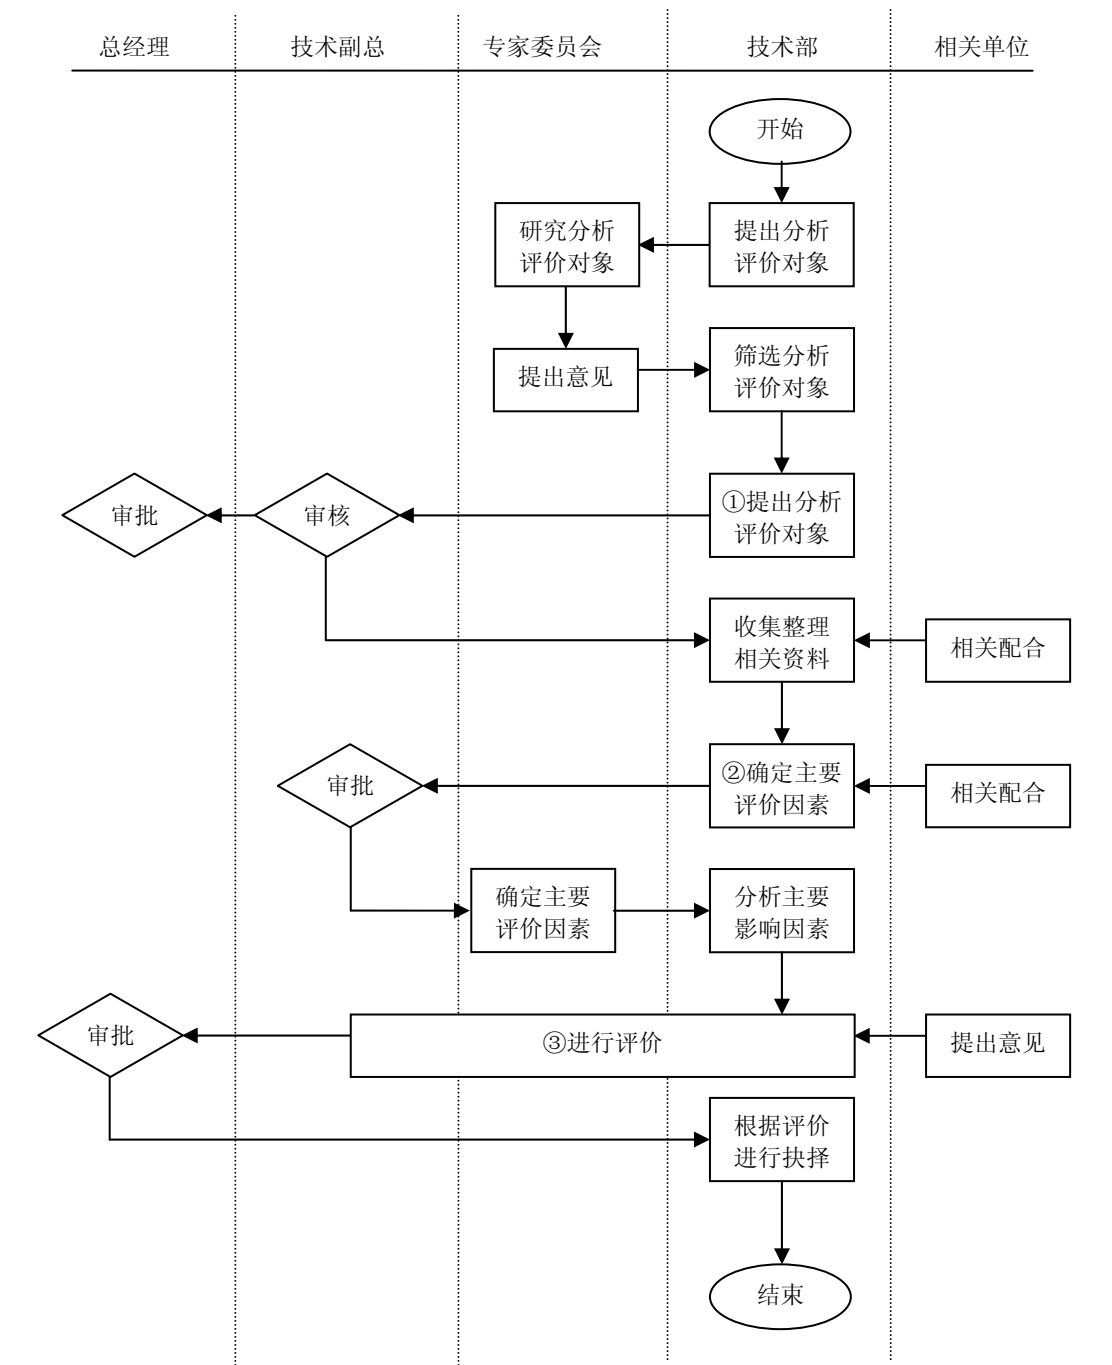 总经理
技术副总
专家委员会
技术部
相关单位
开始
研究分析
评价对象
提出分析
评价对象
提出意见
筛选分析
评价对象
审批
审核
①提出分析
评价对象
收集整理
相关资料
相关配合
审批
②确定主要
评价因素
相关配合
确定主要
评价因素
分析主要
影响因素
审批
③进行评价
提出意见
根据评价
进行抉择
结束